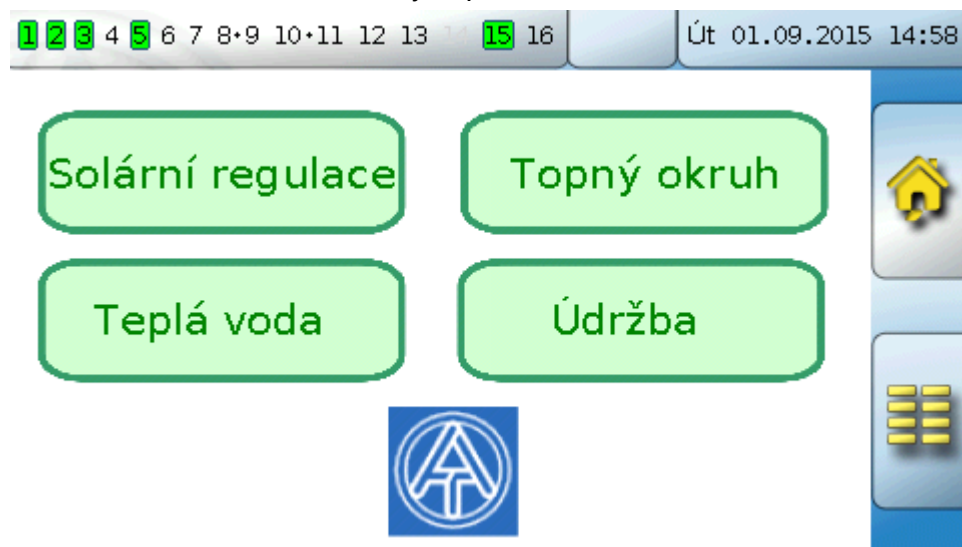 1 2 3 4 5 6 7 8•9 10•11 12 13 14 15 16 Út 01.09.2015 14:58
Solární regulace Topný okruh
Teplá voda Údržba